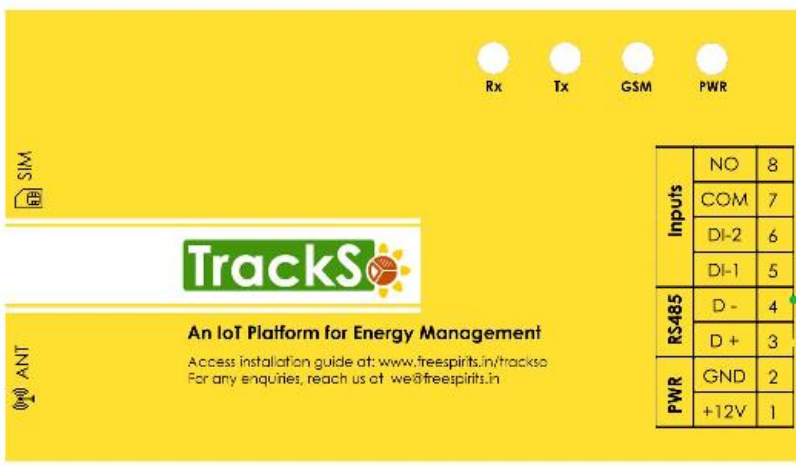 Rx Tx GSM PWR
SIM
ANT
TrackSo
An IoT Platform for Energy Management
Access installation guide at: www.freespirits.in/trackso
For any enquiries, reach us at we@freespirits.in
Inputs
NO 8
COM 7
DI-2 6
DI-1 5
RS485
D - 4
D + 3
PWR
GND 2
+12V 1